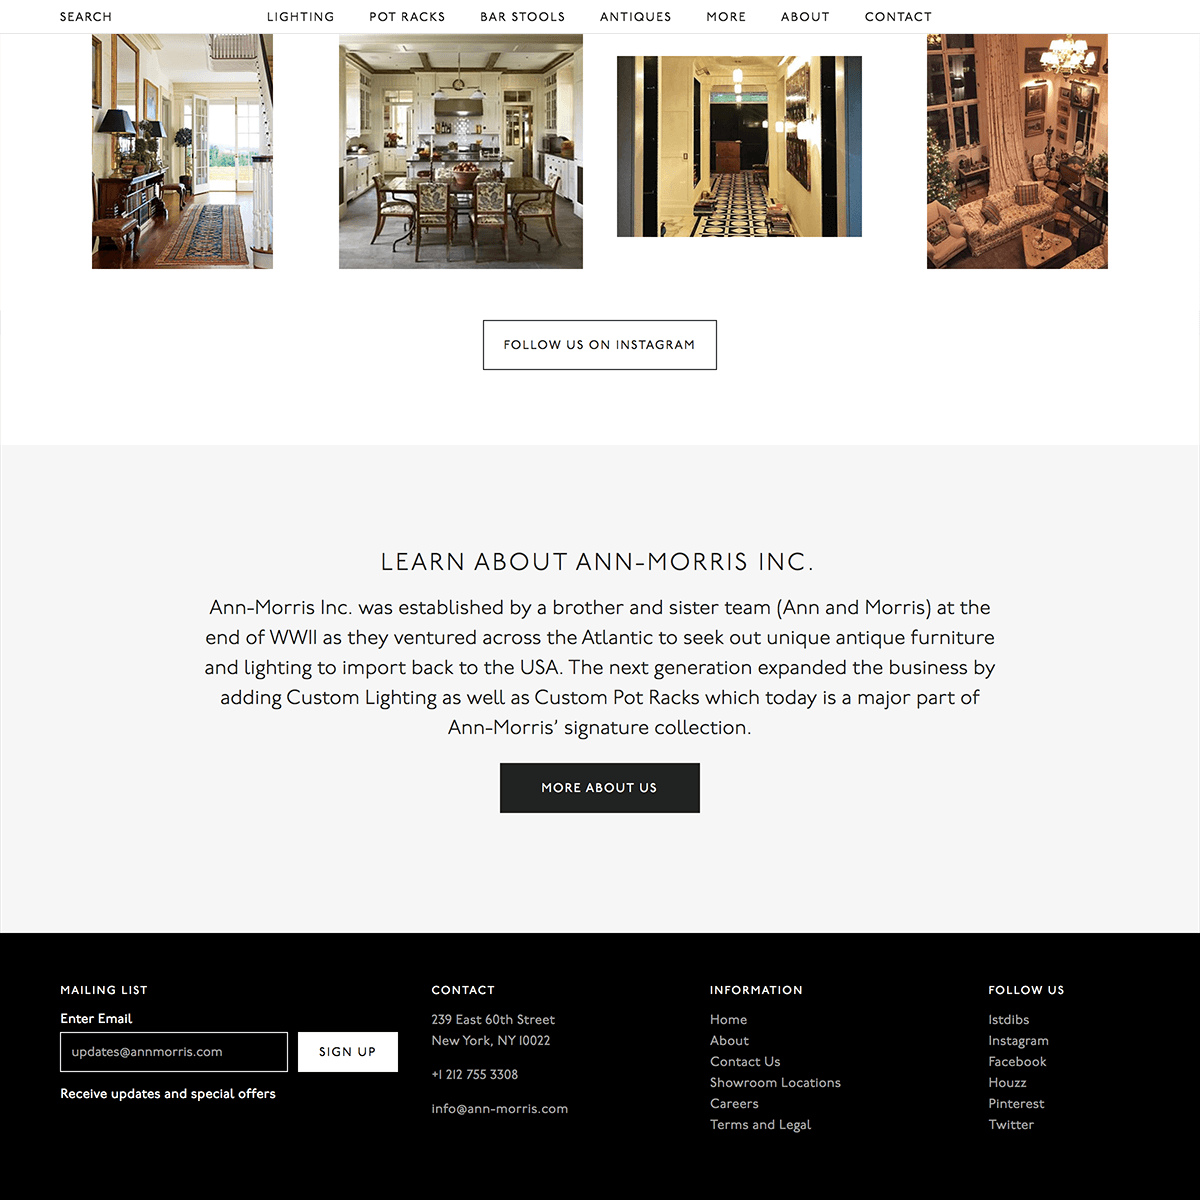 SEARCH
LIGHTING
POT RACKS
BAR STOOLS
ANTIQUES
MORE
ABOUT
CONTACT
FOLLOW US ON INSTAGRAM
LEARN ABOUT ANN-MORRIS INC.
Ann-Morris Inc. was established by a brother and sister team (Ann and Morris) at the
end of WWII as they ventured across the Atlantic to seek out unique antique furniture
and lighting to import back to the USA. The next generation expanded the business by
adding Custom Lighting as well as Custom Pot Racks which today is a major part of
Ann-Morris’ signature collection.
MORE ABOUT US
MAILING LIST
Enter Email
updates@annmorris.com
SIGN UP
Receive updates and special offers
CONTACT
239 East 60th Street
New York, NY 10022
+1 212 755 3308
info@ann-morris.com
INFORMATION
Home
About
Contact Us
Showroom Locations
Careers
Terms and Legal
FOLLOW US
1stdibs
Instagram
Facebook
Houzz
Pinterest
Twitter